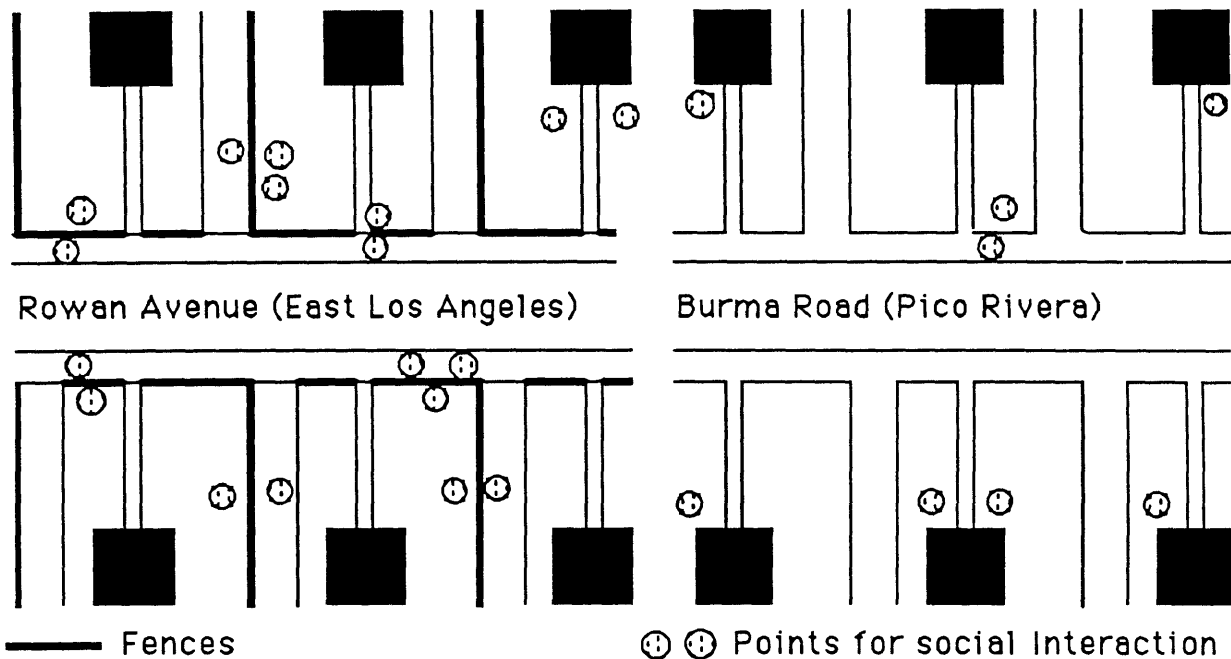 Rowan Avenue (East Los Angeles)
Burma Road (Pico Rivera)
Fences
Points for social Interaction